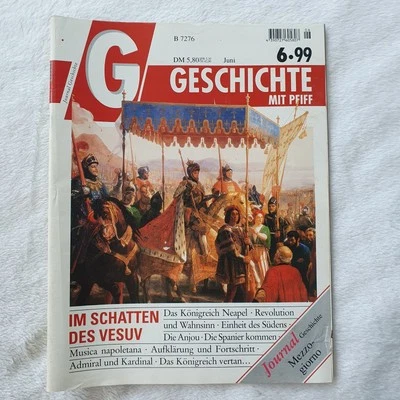 B 7276
DM 5,80
Juni
6•99
G
GESCHICHTE
MIT PFIFF
IM SCHATTEN
DES VESUV
Das Königreich Neapel · Revolution
und Wahnsinn · Einheit des Südens
Die Anjou · Die Spanier kommen
Musica napoletana · Aufklärung und Fortschritt
Admiral und Kardinal · Das Königreich vertan...
Journal Geschichte
Mezzo-
giorno